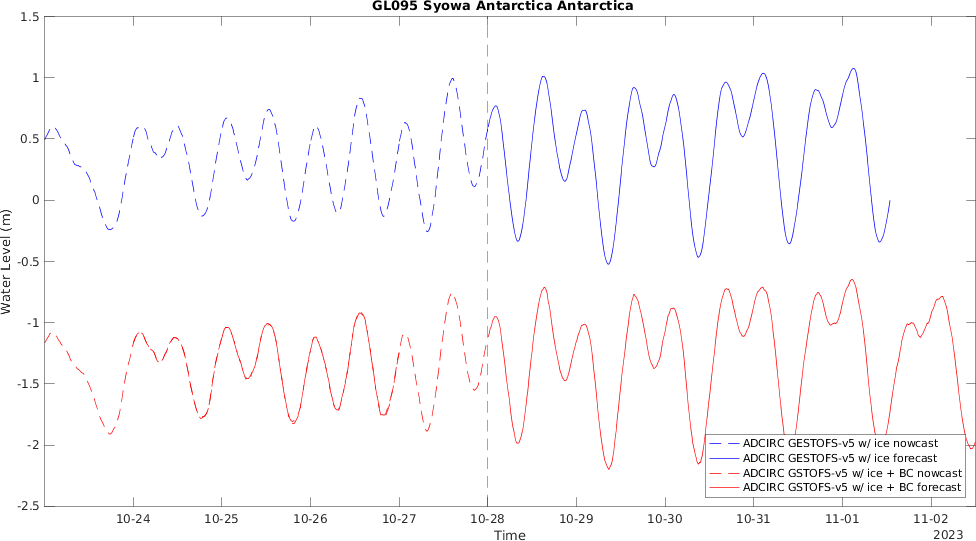 GL095 Syowa Antarctica Antarctica
1.5
1
0.5
0
-0.5
-1
-1.5
-2
-2.5
Water Level (m)
ADCIRC GESTOFS-v5 w/ ice nowcast
ADCIRC GESTOFS-v5 w/ ice forecast
ADCIRC GSTOFS-v5 w/ ice + BC nowcast
ADCIRC GSTOFS-v5 w/ ice + BC forecast
10-24 10-25 10-26 10-27 10-28 10-29 10-30 10-31 11-01 11-02
Time
2023